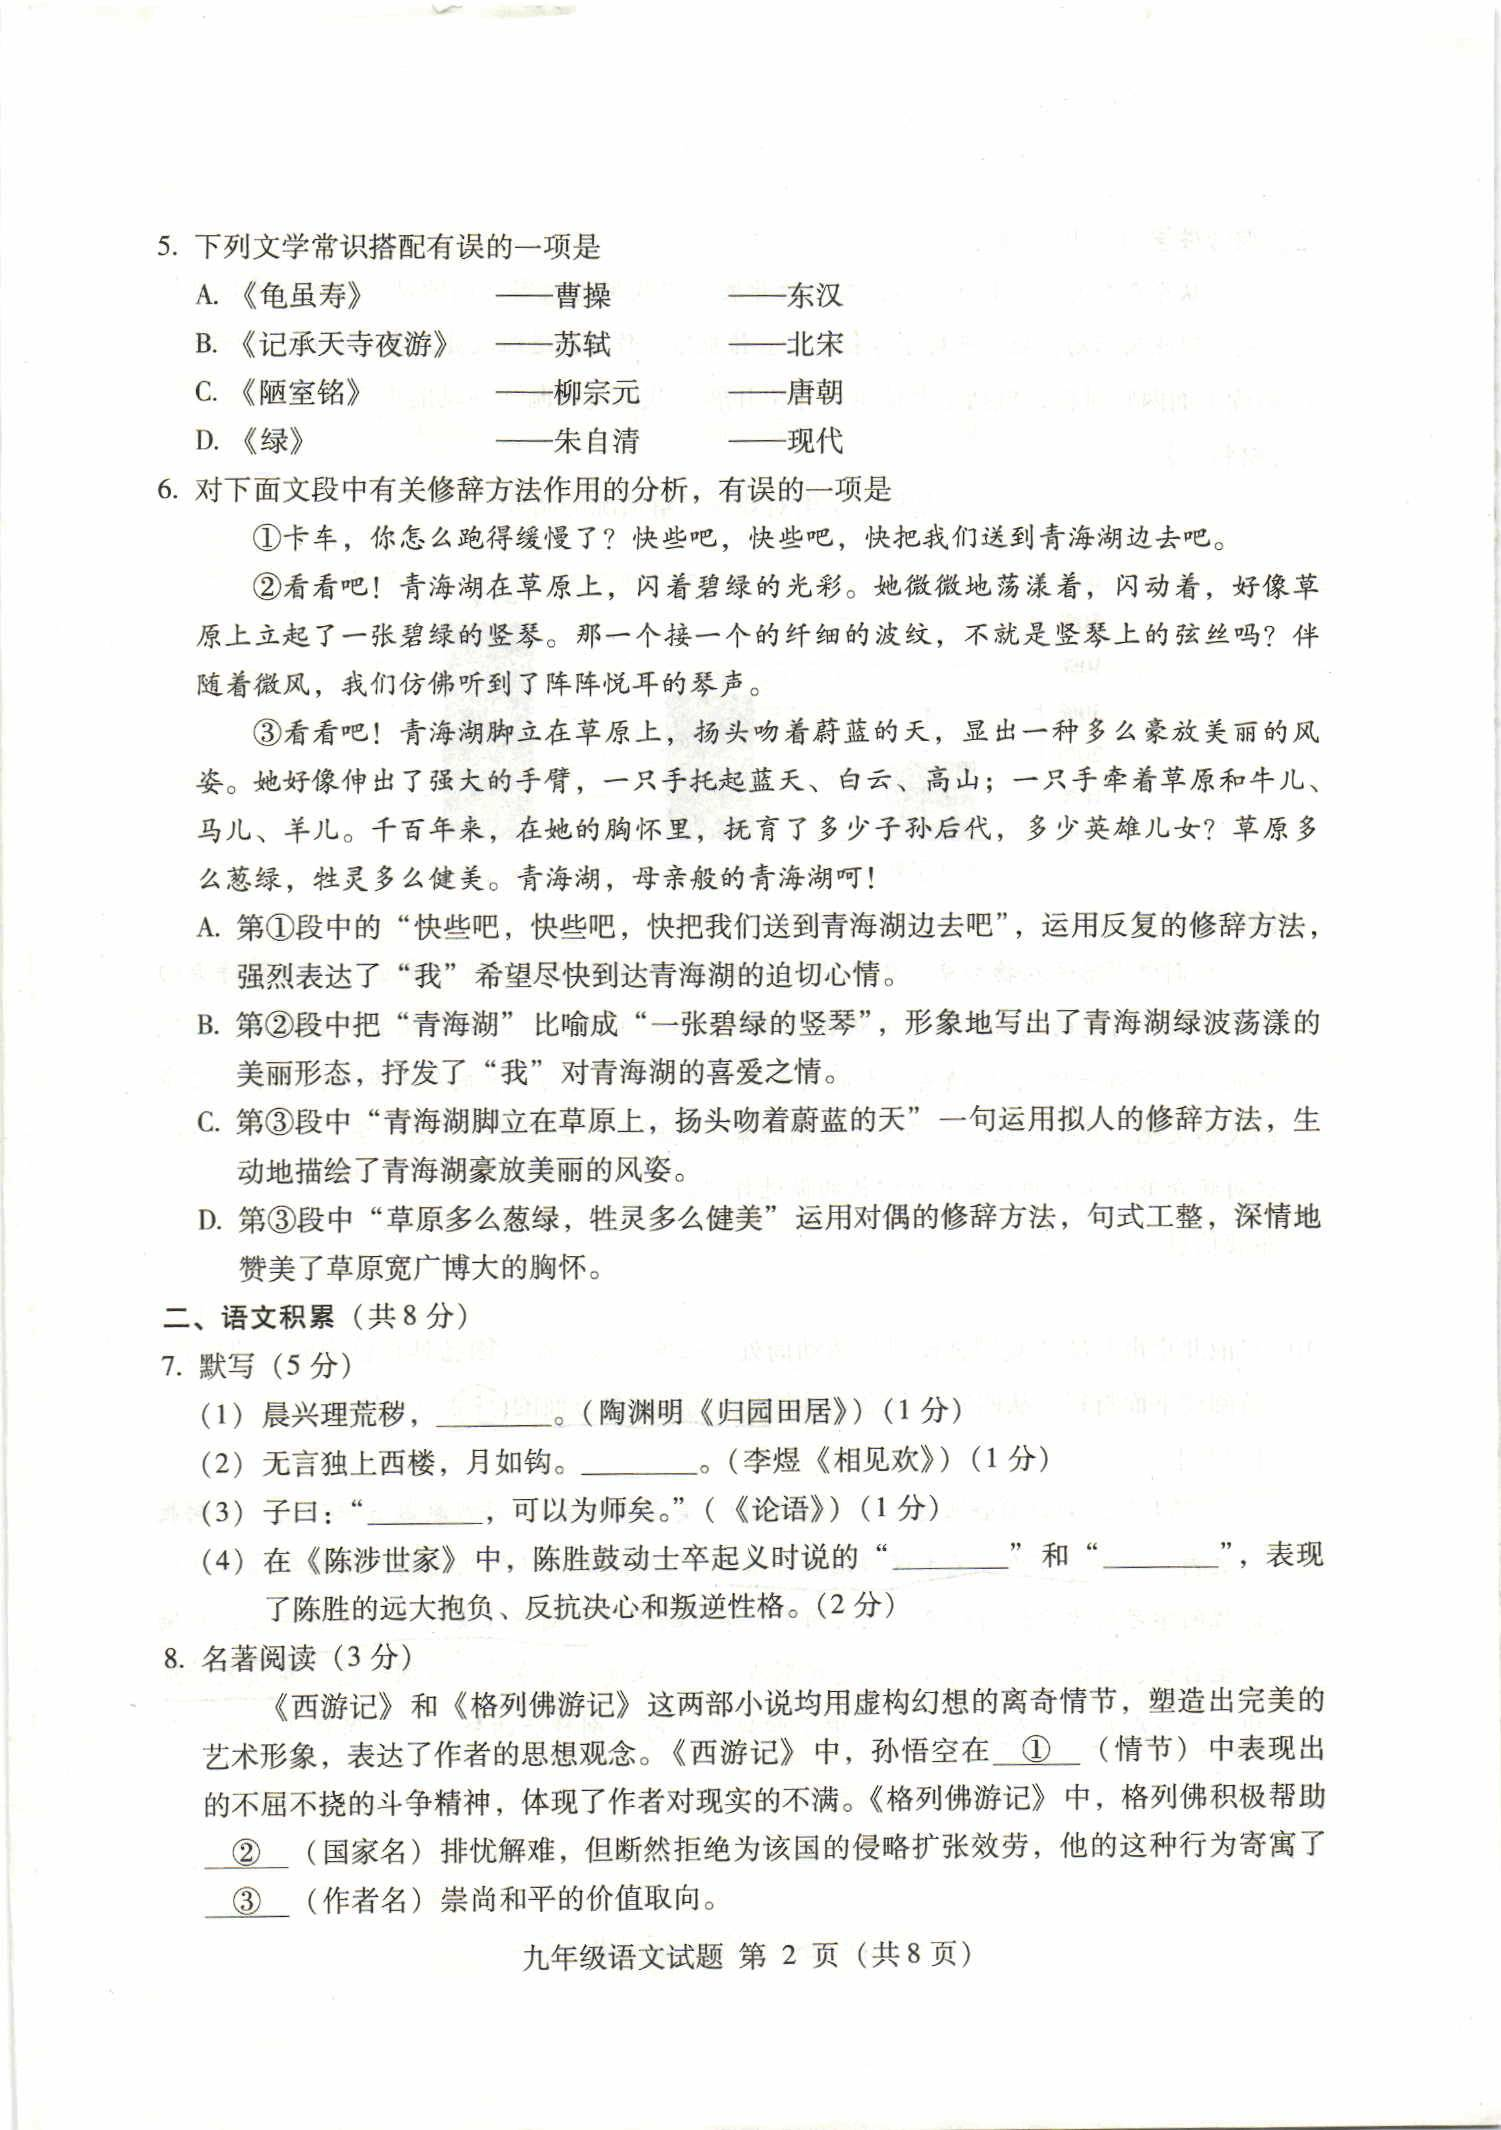 5. 下列文学常识搭配有误的一项是
A. 《龟虽寿》 ——曹操 ——东汉
B. 《记承天寺夜游》 ——苏轼 ——北宋
C. 《陋室铭》 ——柳宗元 ——唐朝
D. 《绿》 ——朱自清 ——现代
6. 对下面文段中有关修辞方法作用的分析，有误的一项是
①卡车，你怎么跑得缓慢了？快些吧，快些吧，快把我们送到青海湖边去吧。
②看看吧！青海湖在草原上，闪着碧绿的光彩。她微微地荡漾着，闪动着，好像草
原上立起了一张碧绿的竖琴。那一个接一个的纤细的波纹，不就是竖琴上的弦丝吗？伴
随着微风，我们仿佛听到了阵阵悦耳的琴声。
③看看吧！青海湖脚立在草原上，扬头吻着蔚蓝的天，显出一种多么豪放美丽的风
姿。她好像伸出了强大的手臂，一只手托起蓝天、白云、高山；一只手牵着草原和牛儿、
马儿、羊儿。千百年来，在她的胸怀里，抚育了多少子孙后代，多少英雄儿女？草原多
么葱绿，牲灵多么健美。青海湖，母亲般的青海湖呵！
A. 第①段中的“快些吧，快些吧，快把我们送到青海湖边去吧”，运用反复的修辞方法，
强烈表达了“我”希望尽快到达青海湖的迫切心情。
B. 第②段中把“青海湖”比喻成“一张碧绿的竖琴”，形象地写出了青海湖绿波荡漾的
美丽形态，抒发了“我”对青海湖的喜爱之情。
C. 第③段中“青海湖脚立在草原上，扬头吻着蔚蓝的天”一句运用拟人的修辞方法，生
动地描绘了青海湖豪放美丽的风姿。
D. 第③段中“草原多么葱绿，牲灵多么健美”运用对偶的修辞方法，句式工整，深情地
赞美了草原宽广博大的胸怀。
二、语文积累（共8分）
7. 默写（5分）
（1）晨兴理荒秽，________。（陶渊明《归园田居》）（1分）
（2）无言独上西楼，月如钩。________。（李煜《相见欢》）（1分）
（3）子曰：“________，可以为师矣。”（《论语》）（1分）
（4）在《陈涉世家》中，陈胜鼓动士卒起义时说的“________”和“________”，表现
了陈胜的远大抱负、反抗决心和叛逆性格。（2分）
8. 名著阅读（3分）
《西游记》和《格列佛游记》这两部小说均用虚构幻想的离奇情节，塑造出完美的
艺术形象，表达了作者的思想观念。《西游记》中，孙悟空在__①__（情节）中表现出
的不屈不挠的斗争精神，体现了作者对现实的不满。《格列佛游记》中，格列佛积极帮助
__②__（国家名）排忧解难，但断然拒绝为该国的侵略扩张效劳，他的这种行为寄寓了
__③__（作者名）崇尚和平的价值取向。
九年级语文试题 第 2 页（共8页）